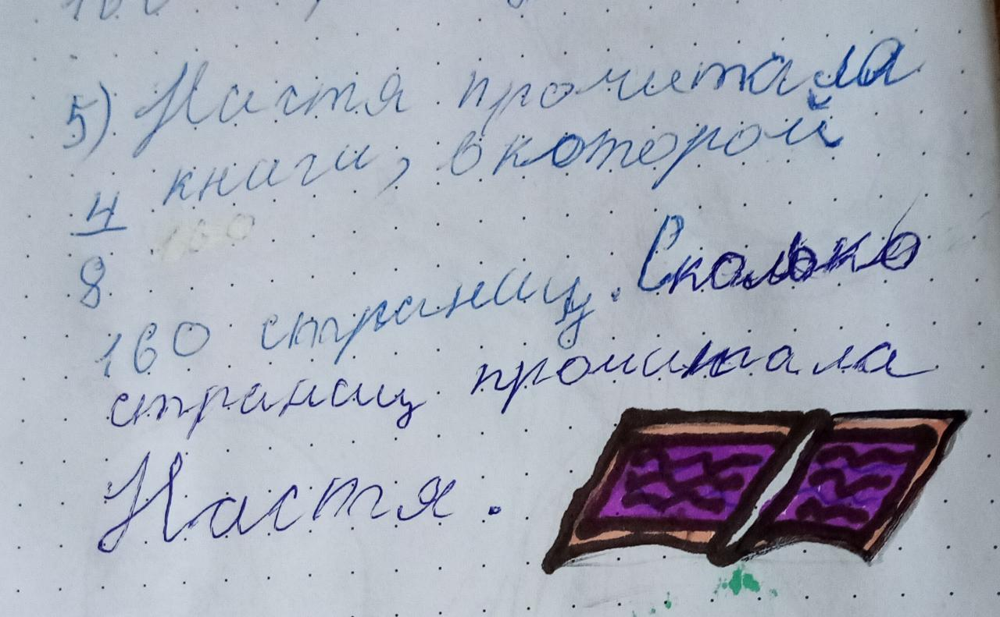 5) Настя прочитала
4/8 книги, в которой
160 страниц. Сколько
страниц прочитала
Настя.